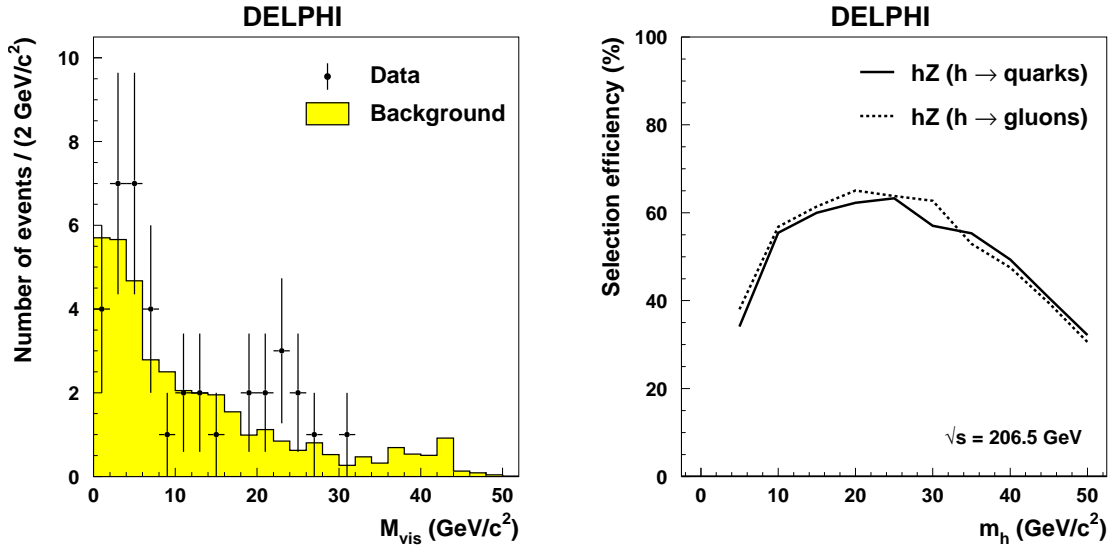 DELPHI
Number of events / (2 GeV/c²)
10
8
6
4
2
0
Data
Background
0 10 20 30 40 50
M_vis (GeV/c²)
DELPHI
Selection efficiency (%)
100
80
60
40
20
0
hZ (h → quarks)
hZ (h → gluons)
√s = 206.5 GeV
0 10 20 30 40 50
m_h (GeV/c²)